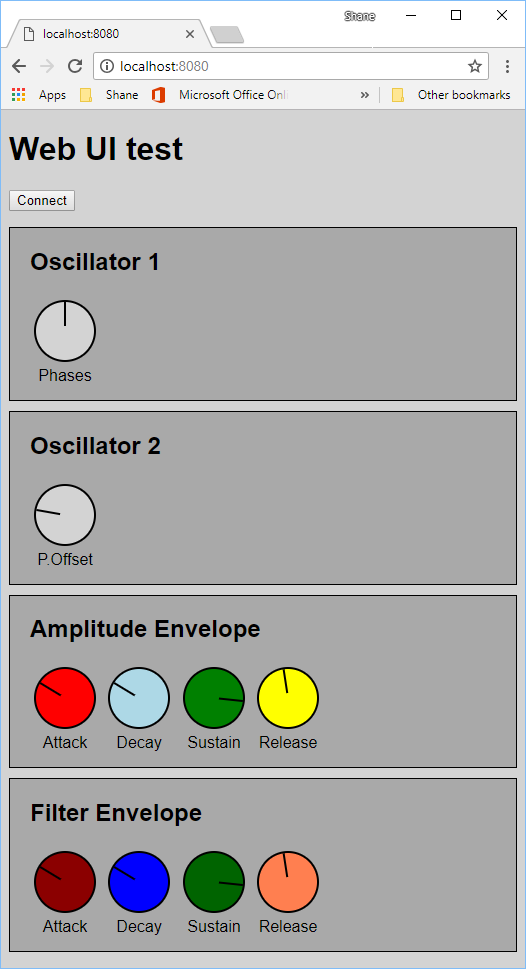 Shane
localhost:8080
localhost:8080
Apps Shane Microsoft Office Onli » Other bookmarks
Web UI test
Connect
Oscillator 1
Phases
Oscillator 2
P.Offset
Amplitude Envelope
Attack Decay Sustain Release
Filter Envelope
Attack Decay Sustain Release